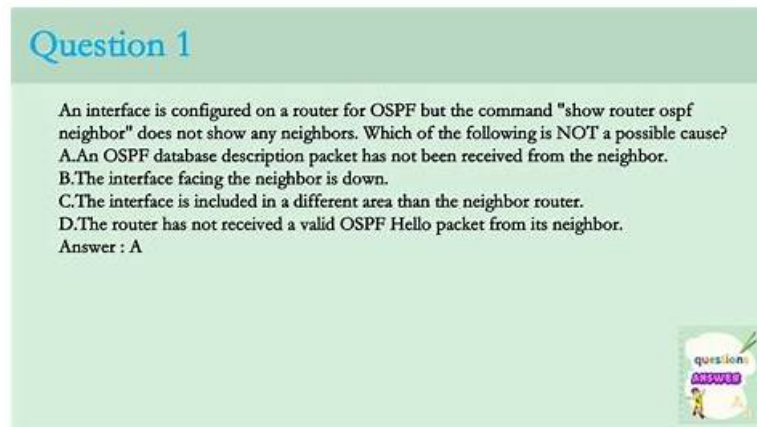 Question 1
An interface is configured on a router for OSPF but the command "show router ospf
neighbor" does not show any neighbors. Which of the following is NOT a possible cause?
A.An OSPF database description packet has not been received from the neighbor.
B.The interface facing the neighbor is down.
C.The interface is included in a different area than the neighbor router.
D.The router has not received a valid OSPF Hello packet from its neighbor.
Answer : A
questions
ANSWER